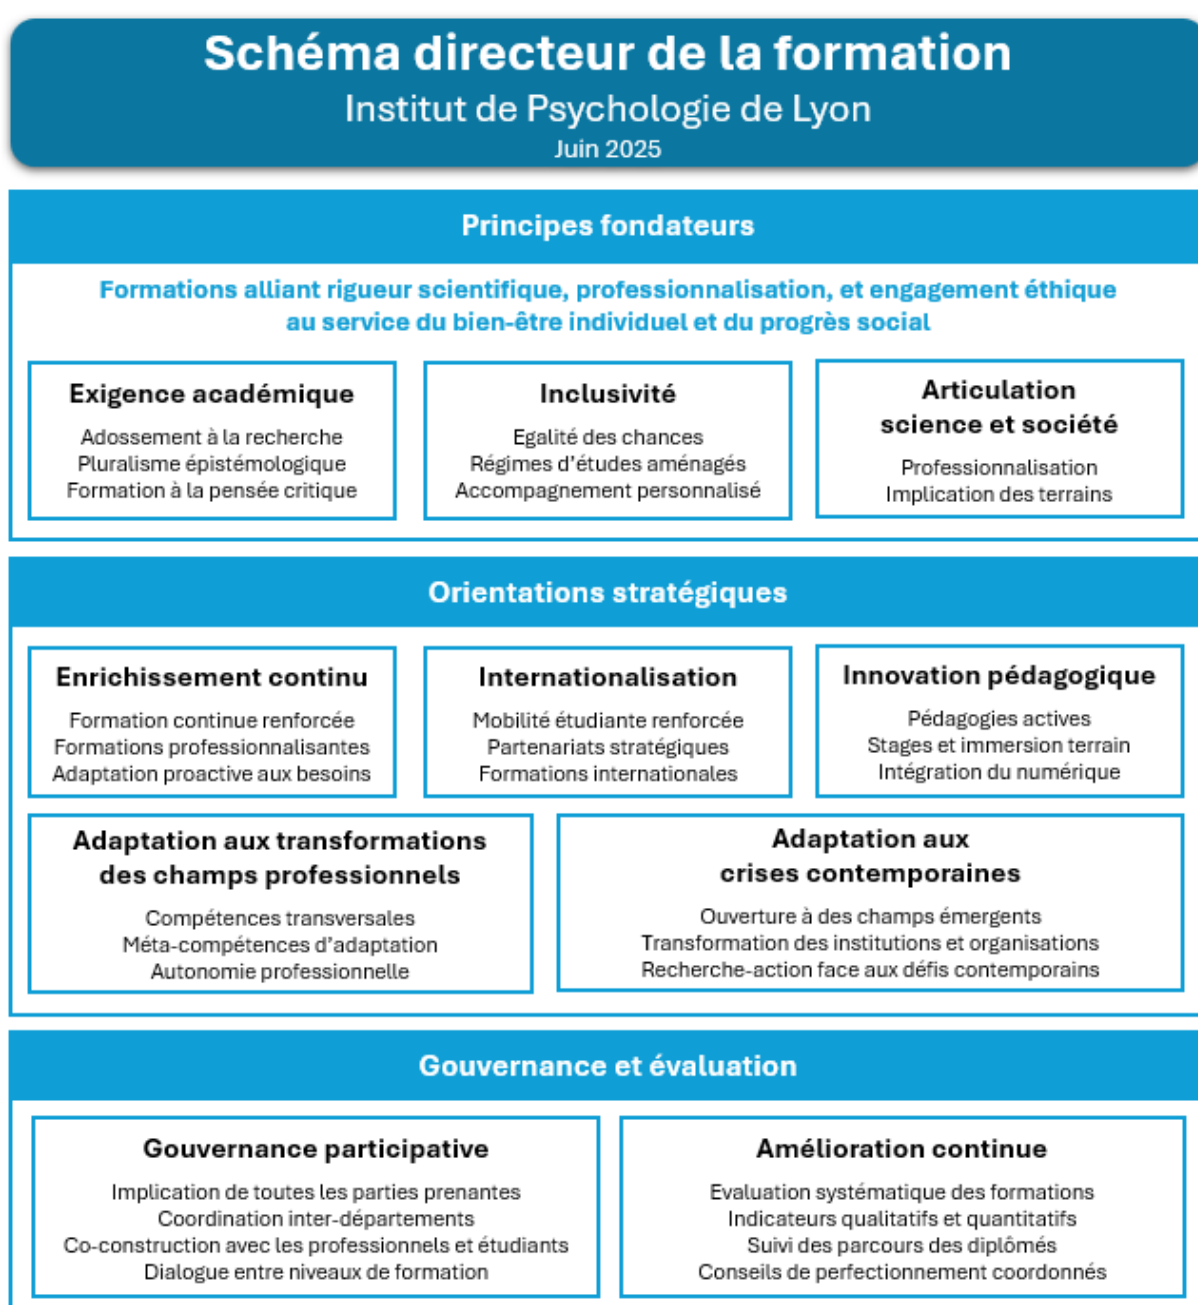 Schéma directeur de la formation
Institut de Psychologie de Lyon
Juin 2025
Principes fondateurs
Formations alliant rigueur scientifique, professionnalisation, et engagement éthique
au service du bien-être individuel et du progrès social
Exigence académique
Adossement à la recherche
Pluralisme épistémologique
Formation à la pensée critique
Inclusivité
Egalité des chances
Régimes d'études aménagés
Accompagnement personnalisé
Articulation
science et société
Professionnalisation
Implication des terrains
Orientations stratégiques
Enrichissement continu
Formation continue renforcée
Formations professionnalisantes
Adaptation proactive aux besoins
Internationalisation
Mobilité étudiante renforcée
Partenariats stratégiques
Formations internationales
Innovation pédagogique
Pédagogies actives
Stages et immersion terrain
Intégration du numérique
Adaptation aux transformations
des champs professionnels
Compétences transversales
Méta-compétences d'adaptation
Autonomie professionnelle
Adaptation aux
crises contemporaines
Ouverture à des champs émergents
Transformation des institutions et organisations
Recherche-action face aux défis contemporains
Gouvernance et évaluation
Gouvernance participative
Implication de toutes les parties prenantes
Coordination inter-départements
Co-construction avec les professionnels et étudiants
Dialogue entre niveaux de formation
Amélioration continue
Evaluation systématique des formations
Indicateurs qualitatifs et quantitatifs
Suivi des parcours des diplômés
Conseils de perfectionnement coordonnés